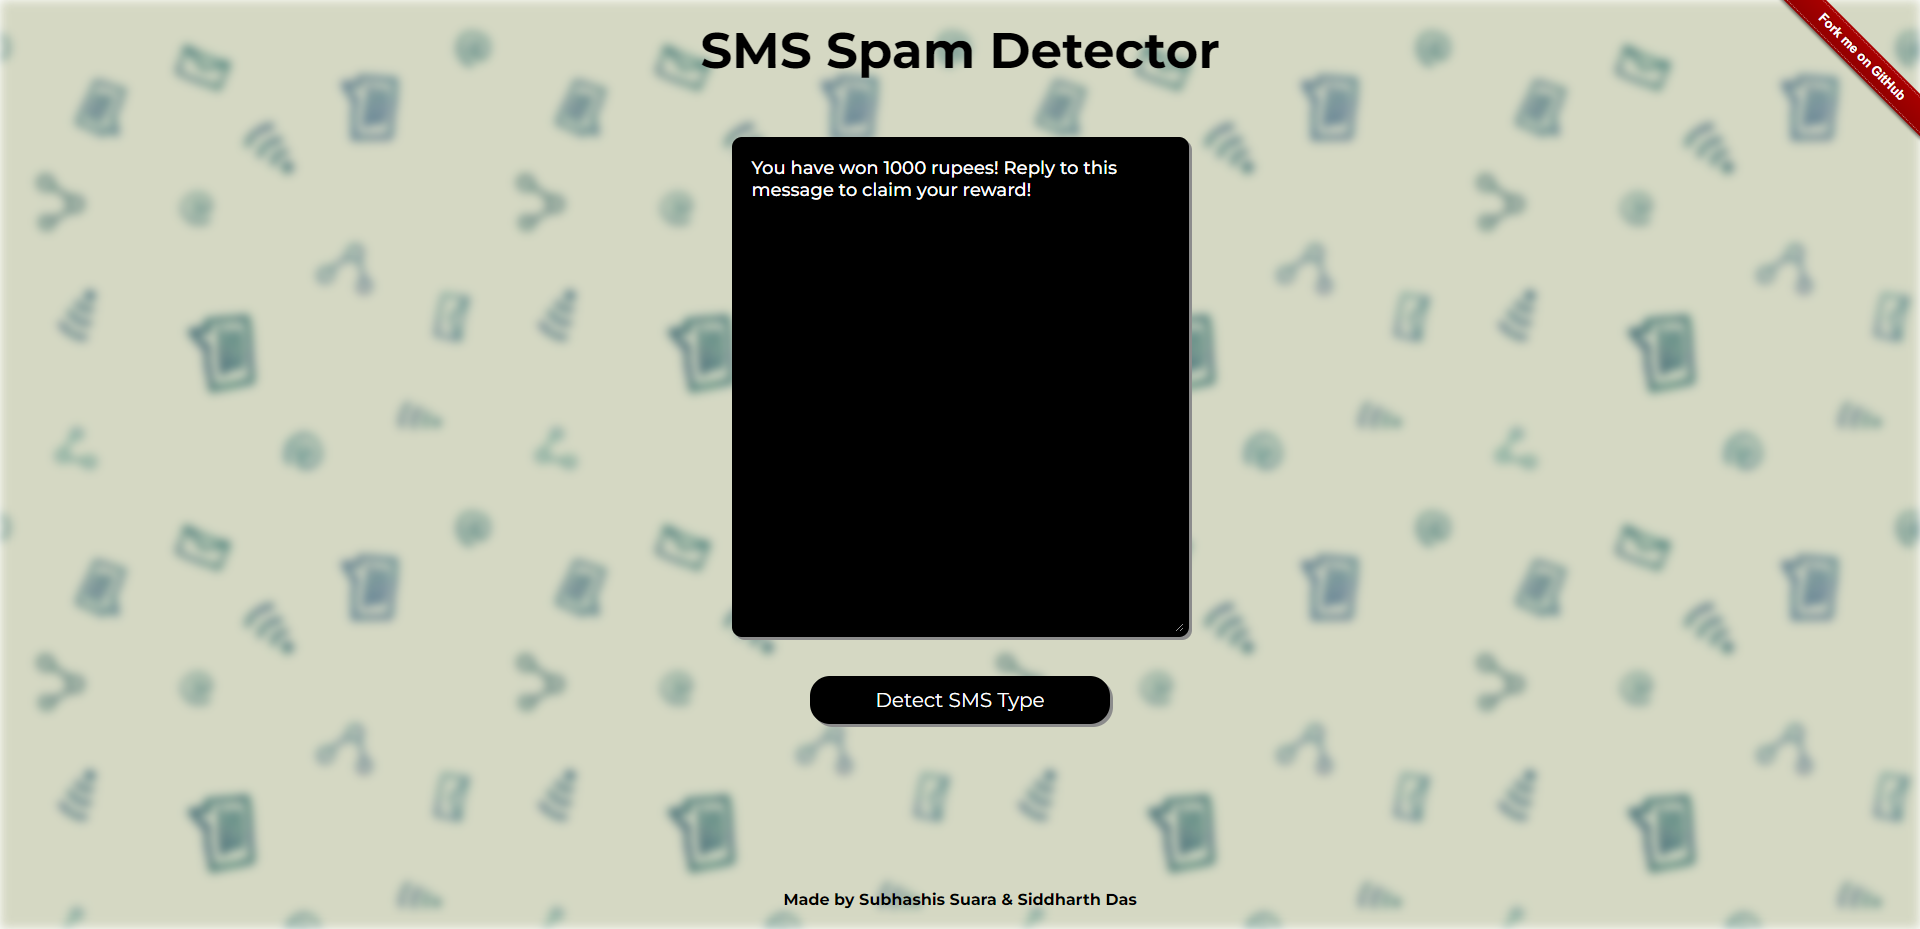 SMS Spam Detector
Fork me on GitHub
You have won 1000 rupees! Reply to this
message to claim your reward!
Detect SMS Type
Made by Subhashis Suara & Siddharth Das